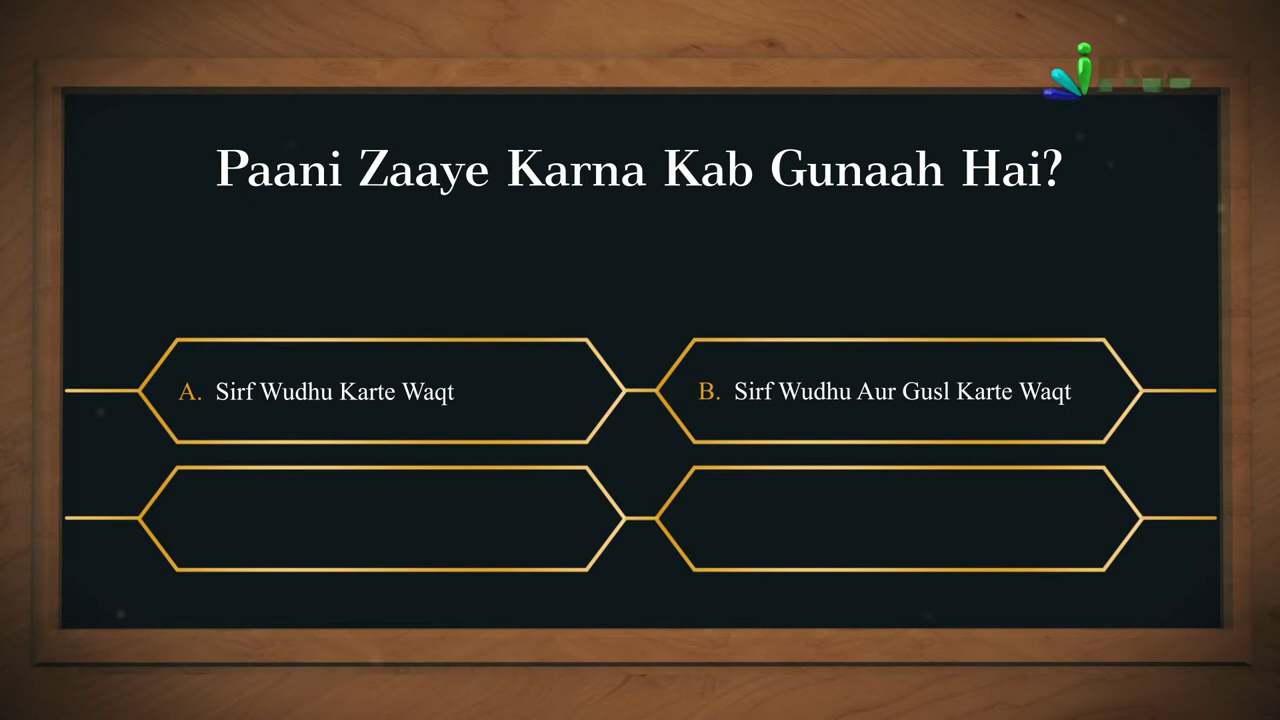 Paani Zaaye Karna Kab Gunaah Hai?
A. Sirf Wudhu Karte Waqt
B. Sirf Wudhu Aur Gusl Karte Waqt